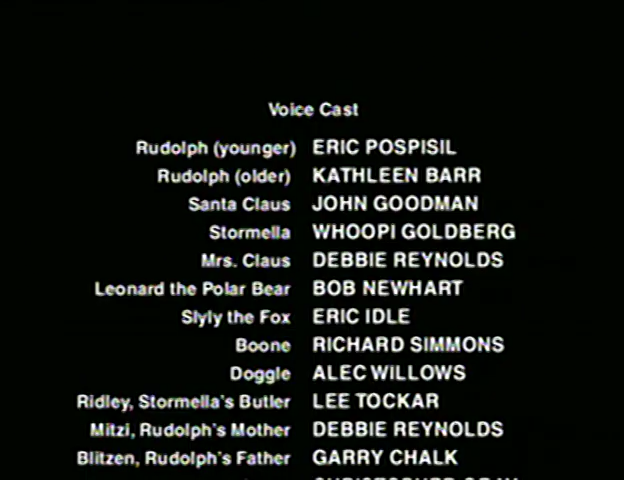 Voice Cast
Rudolph (younger) ERIC POSPISIL
Rudolph (older) KATHLEEN BARR
Santa Claus JOHN GOODMAN
Stormella WHOOPI GOLDBERG
Mrs. Claus DEBBIE REYNOLDS
Leonard the Polar Bear BOB NEWHART
Slyly the Fox ERIC IDLE
Boone RICHARD SIMMONS
Doggle ALEC WILLOWS
Ridley, Stormella's Butler LEE TOCKAR
Mitzi, Rudolph's Mother DEBBIE REYNOLDS
Blitzen, Rudolph's Father GARRY CHALK